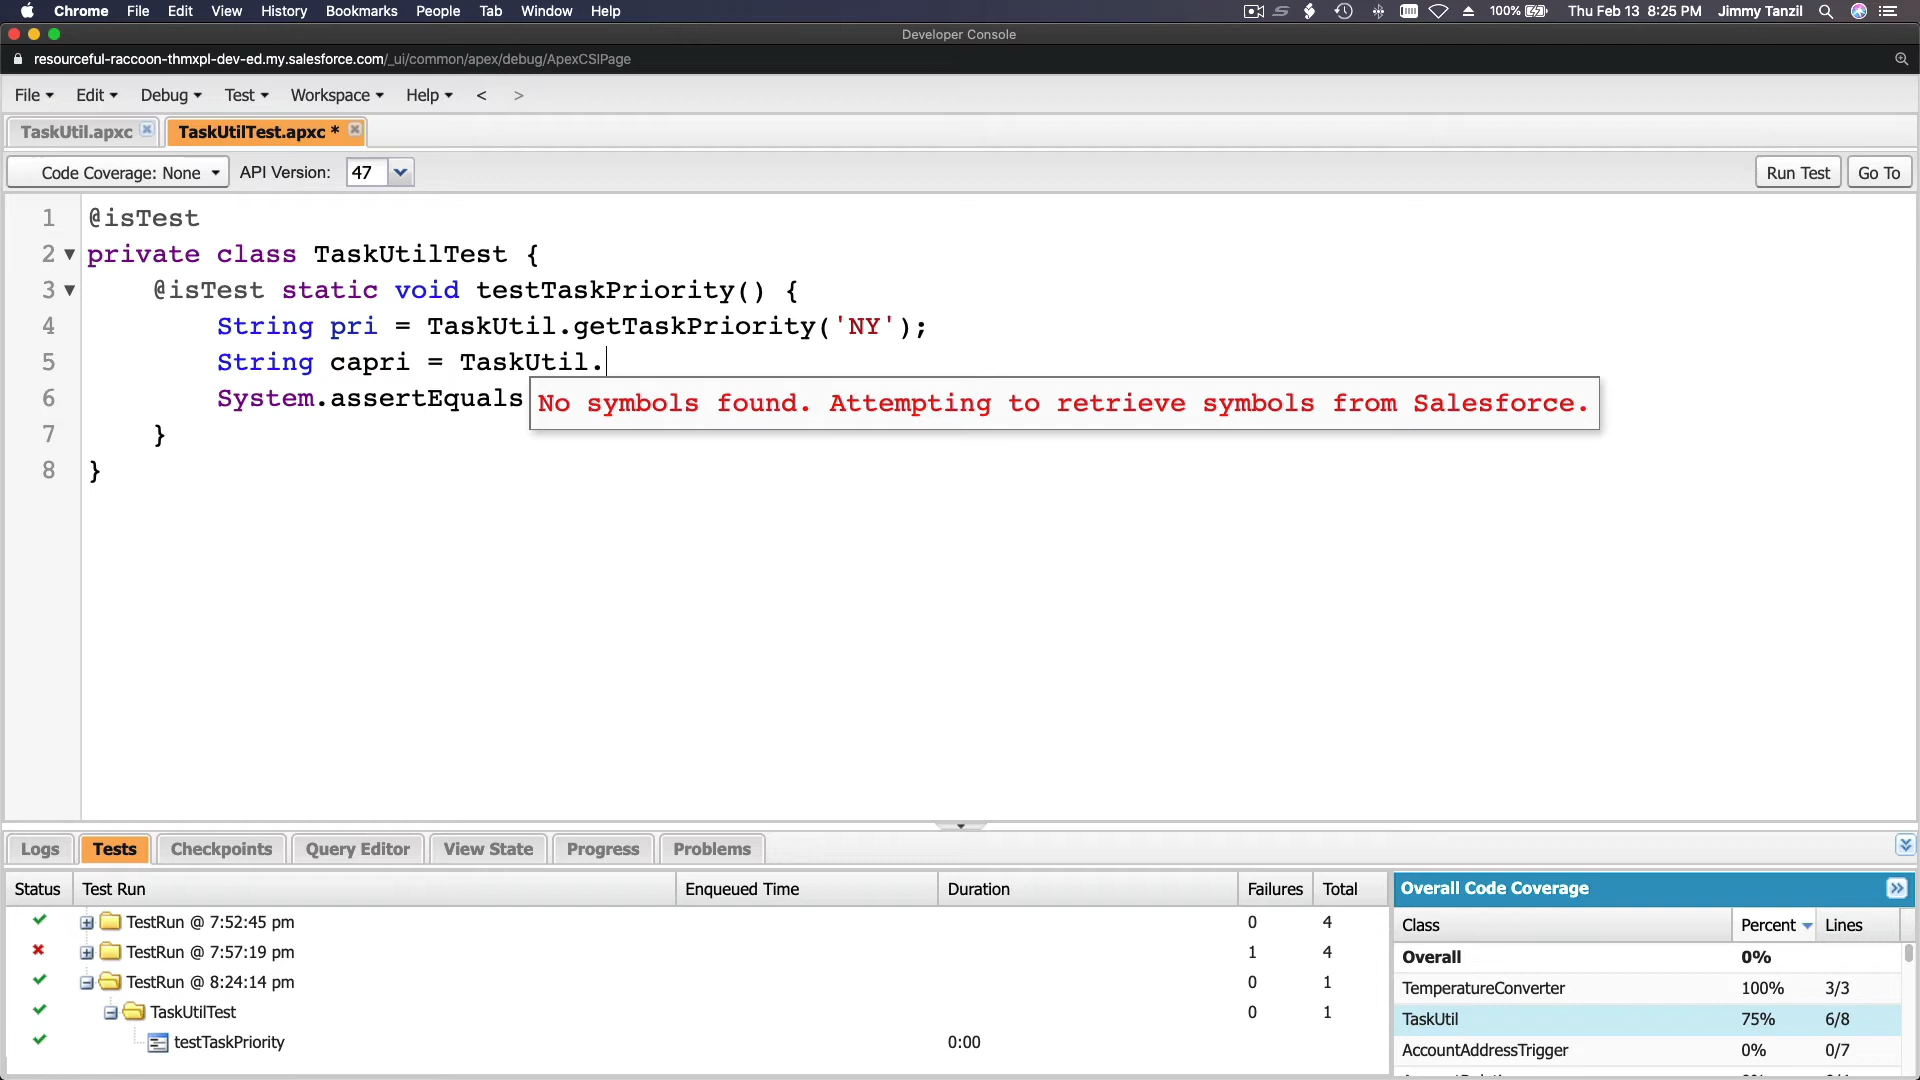 Chrome File Edit View History Bookmarks People Tab Window Help 100% Thu Feb 13 8:25 PM Jimmy Tanzil
Developer Console
resourceful-raccoon-thmxpl-dev-ed.my.salesforce.com/_ui/common/apex/debug/ApexCSIPage
File Edit Debug Test Workspace Help < >
TaskUtil.apxc TaskUtilTest.apxc *
Code Coverage: None API Version: 47 Run Test Go To
1 @isTest
2 private class TaskUtilTest {
3 @isTest static void testTaskPriority() {
4 String pri = TaskUtil.getTaskPriority('NY');
5 String capri = TaskUtil.
6 System.assertEquals
No symbols found. Attempting to retrieve symbols from Salesforce.
7 }
8 }
Logs Tests Checkpoints Query Editor View State Progress Problems
Status Test Run Enqueued Time Duration Failures Total
TestRun @ 7:52:45 pm 0 4
TestRun @ 7:57:19 pm 1 4
TestRun @ 8:24:14 pm 0 1
TaskUtilTest 0 1
testTaskPriority 0:00
Overall Code Coverage
Class Percent Lines
Overall 0%
TemperatureConverter 100% 3/3
TaskUtil 75% 6/8
AccountAddressTrigger 0% 0/7